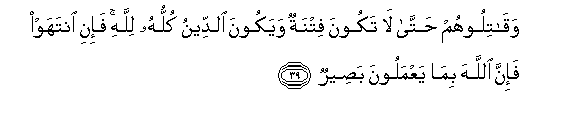 وَقَـٰتِلُوهُمْ حَتَّىٰ لَا تَكُونَ فِتْنَةٌ وَيَكُونَ ٱلدِّينُ كُلُّهُۥ لِلَّهِ ۚ فَإِنِ ٱنتَهَوْا۟
فَإِنَّ ٱللَّهَ بِمَا يَعْمَلُونَ بَصِيرٌ ﴿٣٩﴾